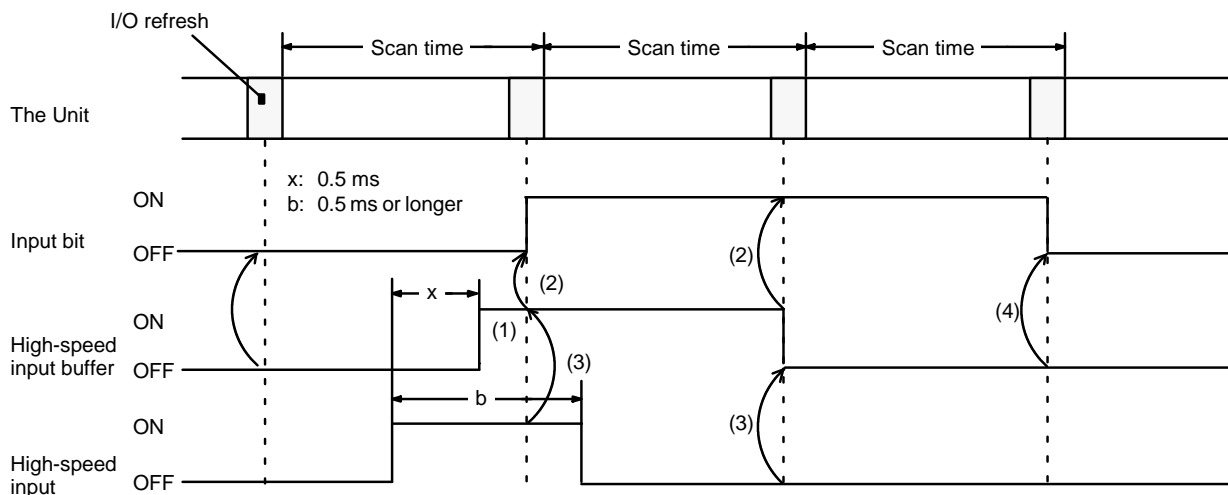 I/O refresh
Scan time
Scan time
Scan time
The Unit
x: 0.5 ms
b: 0.5 ms or longer
ON
Input bit
OFF
(2)
(2)
x
(4)
ON
(1)
High-speed
input buffer
OFF
(3)
b
ON
(3)
High-speed
input
OFF